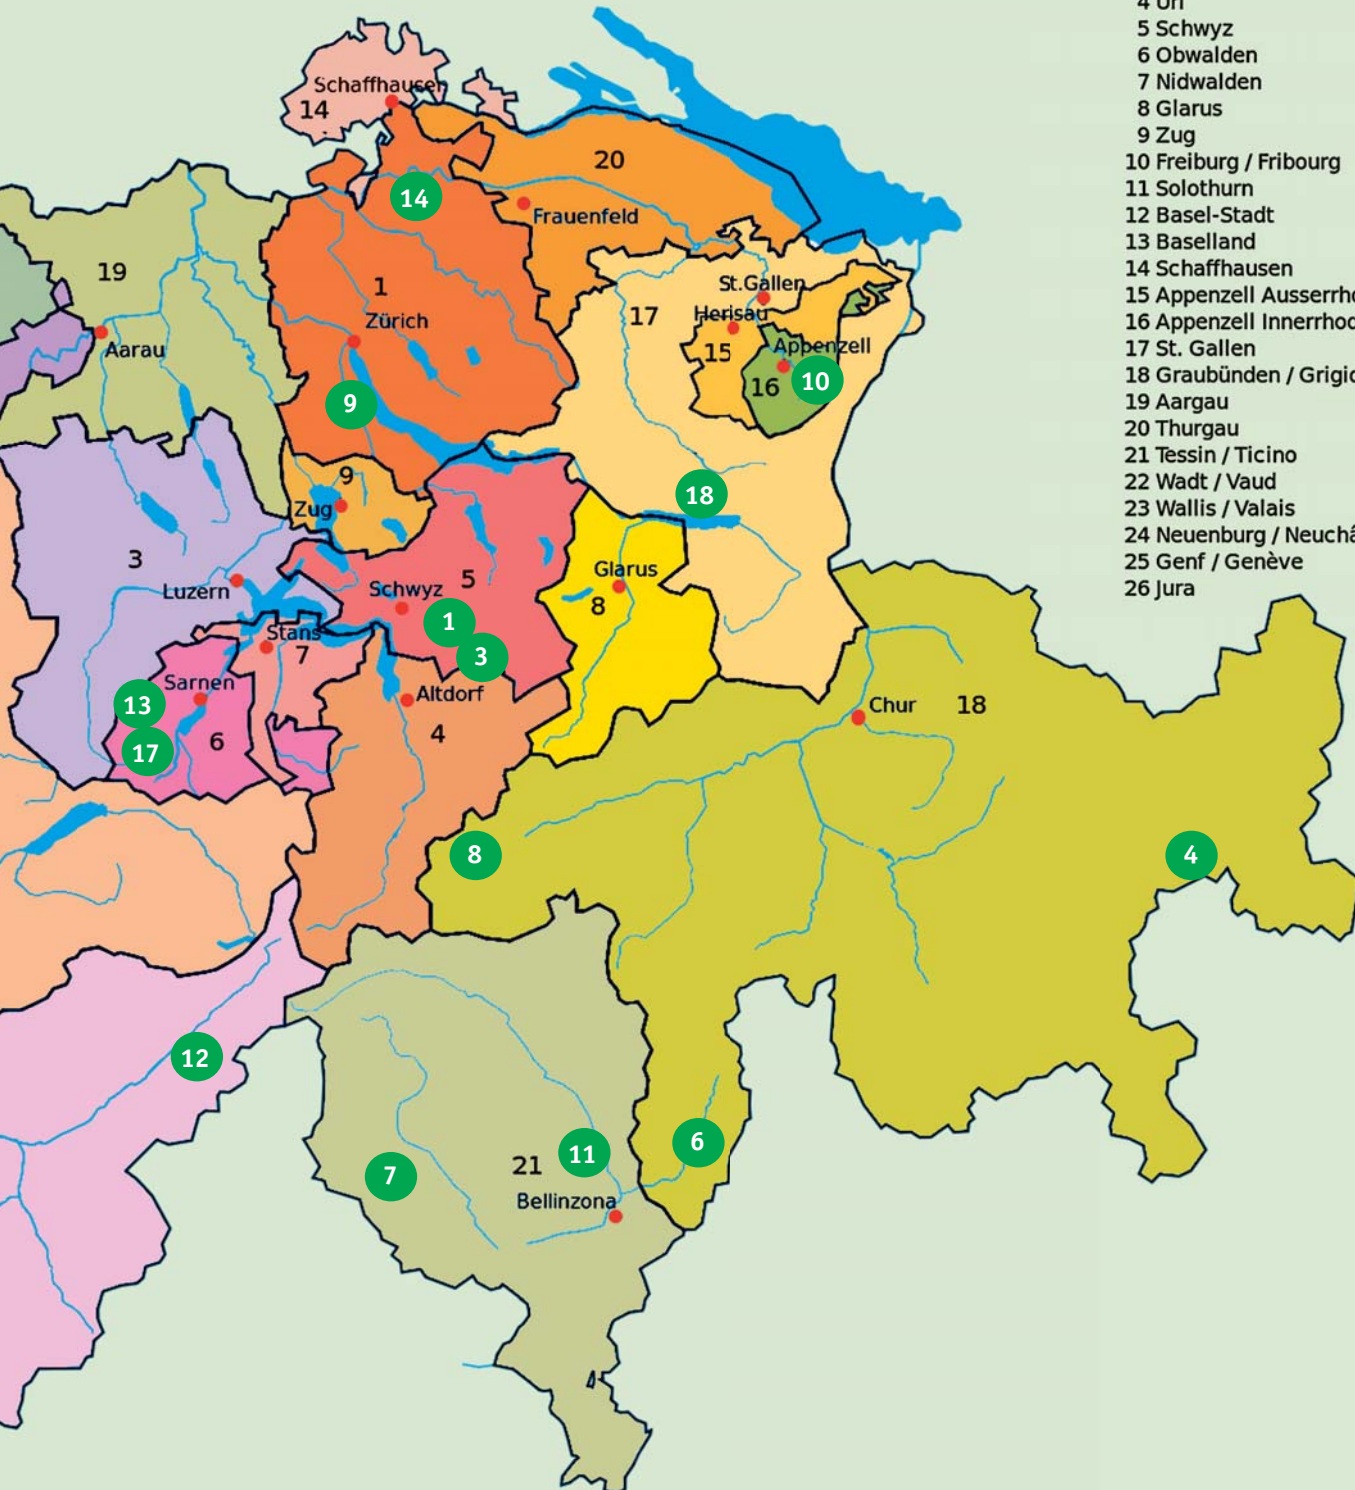 4 Uri
5 Schwyz
6 Obwalden
7 Nidwalden
8 Glarus
9 Zug
10 Freiburg / Fribourg
11 Solothurn
12 Basel-Stadt
13 Baselland
14 Schaffhausen
15 Appenzell Ausserrho
16 Appenzell Innerrhod
17 St. Gallen
18 Graubünden / Grigio
19 Aargau
20 Thurgau
21 Tessin / Ticino
22 Wadt / Vaud
23 Wallis / Valais
24 Neuenburg / Neuchâ
25 Genf / Genève
26 Jura
Schaffhausen
14
20
14
Frauenfeld
19
1
Zürich
Aarau
St.Gallen
17
Herisau
15
Appenzell
16
10
9
9
Zug
18
3
Luzern
Schwyz
5
Glarus
8
1
3
Stans
7
Sarnen
13
17
6
Altdorf
4
Chur
18
8
4
12
7
21
11
6
Bellinzona